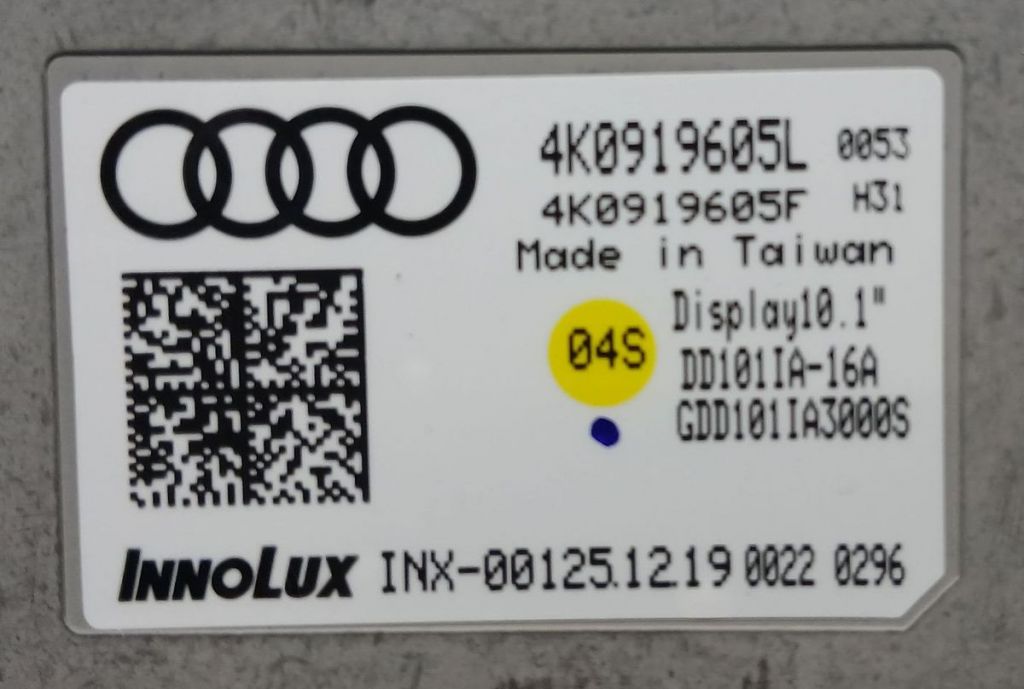 4K0919605L 0053
4K0919605F H31
Made in Taiwan
Display10.1"
04S
DD101IA-16A
GDD101IA3000S
INNOLUX INX-00125.12.19 0022 0296